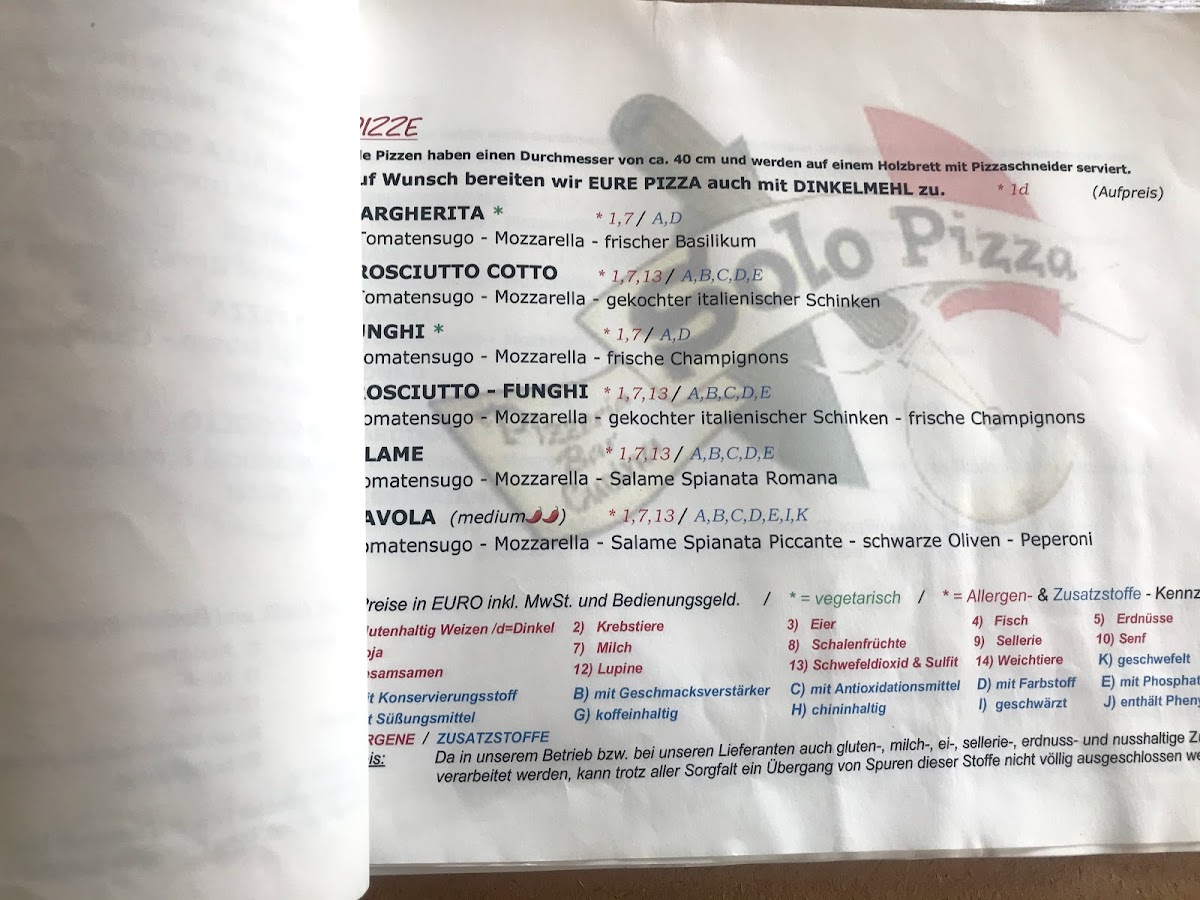 PIZZE
le Pizzen haben einen Durchmesser von ca. 40 cm und werden auf einem Holzbrett mit Pizzaschneider serviert.
uf Wunsch bereiten wir EURE PIZZA auch mit DINKELMEHL zu. * 1d (Aufpreis)
ARGHERITA * * 1,7 / A,D
Tomatensugo - Mozzarella - frischer Basilikum
ROSCIUTTO COTTO * 1,7,13 / A,B,C,D,E
Tomatensugo - Mozzarella - gekochter italienischer Schinken
UNGHI * * 1,7 / A,D
omatensugo - Mozzarella - frische Champignons
ROSCIUTTO - FUNGHI * 1,7,13 / A,B,C,D,E
omatensugo - Mozzarella - gekochter italienischer Schinken - frische Champignons
LAME * 1,7,13 / A,B,C,D,E
omatensugo - Mozzarella - Salame Spianata Romana
AVOLA (medium🌶🌶) * 1,7,13 / A,B,C,D,E,I,K
omatensugo - Mozzarella - Salame Spianata Piccante - schwarze Oliven - Peperoni
Solo Pizza
Preise in EURO inkl. MwSt. und Bedienungsgeld. / * = vegetarisch / * = Allergen- & Zusatzstoffe - Kennz
lutenhaltig Weizen /d=Dinkel 2) Krebstiere 3) Eier 4) Fisch 5) Erdnüsse
oja 7) Milch 8) Schalenfrüchte 9) Sellerie 10) Senf
esamsamen 12) Lupine 13) Schwefeldioxid & Sulfit 14) Weichtiere K) geschwefelt
it Konservierungsstoff B) mit Geschmacksverstärker C) mit Antioxidationsmittel D) mit Farbstoff E) mit Phosphat
t Süßungsmittel G) koffeinhaltig H) chininhaltig I) geschwärzt J) enthält Pheny
RGENE / ZUSATZSTOFFE
is: Da in unserem Betrieb bzw. bei unseren Lieferanten auch gluten-, milch-, ei-, sellerie-, erdnuss- und nusshaltige Z
verarbeitet werden, kann trotz aller Sorgfalt ein Übergang von Spuren dieser Stoffe nicht völlig ausgeschlossen we